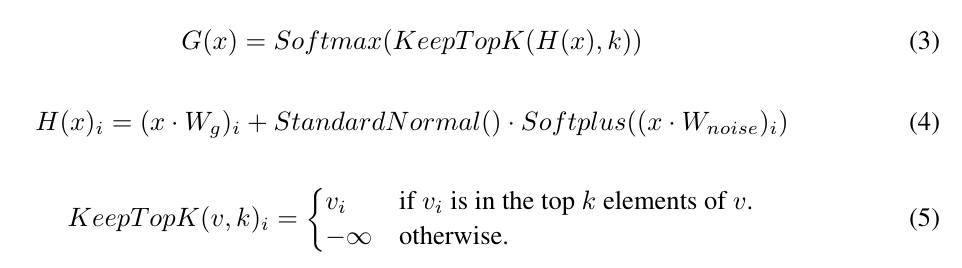 G(x) = Softmax(KeepTopK(H(x), k)) (3)
H(x)_i = (x · W_g)_i + StandardNormal() · Softplus((x · W_noise)_i) (4)
KeepTopK(v, k)_i = { v_i if v_i is in the top k elements of v. (5)
−∞ otherwise.